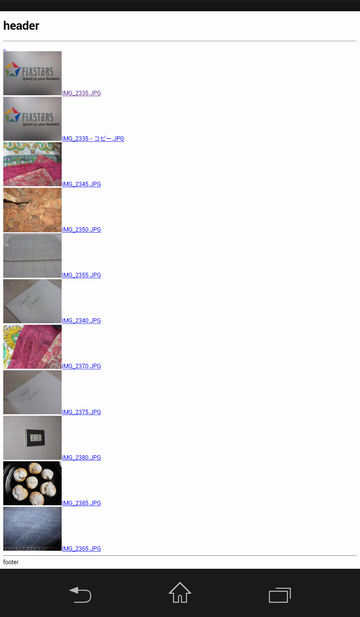 header
..
FIXSTARS
Speed up your Business
IMG_2335.JPG
FIXSTARS
Speed up your Business
IMG_2335 - コピー.JPG
IMG_2345.JPG
IMG_2350.JPG
IMG_2355.JPG
IMG_2340.JPG
IMG_2370.JPG
IMG_2375.JPG
IMG_2380.JPG
IMG_2385.JPG
IMG_2365.JPG
footer